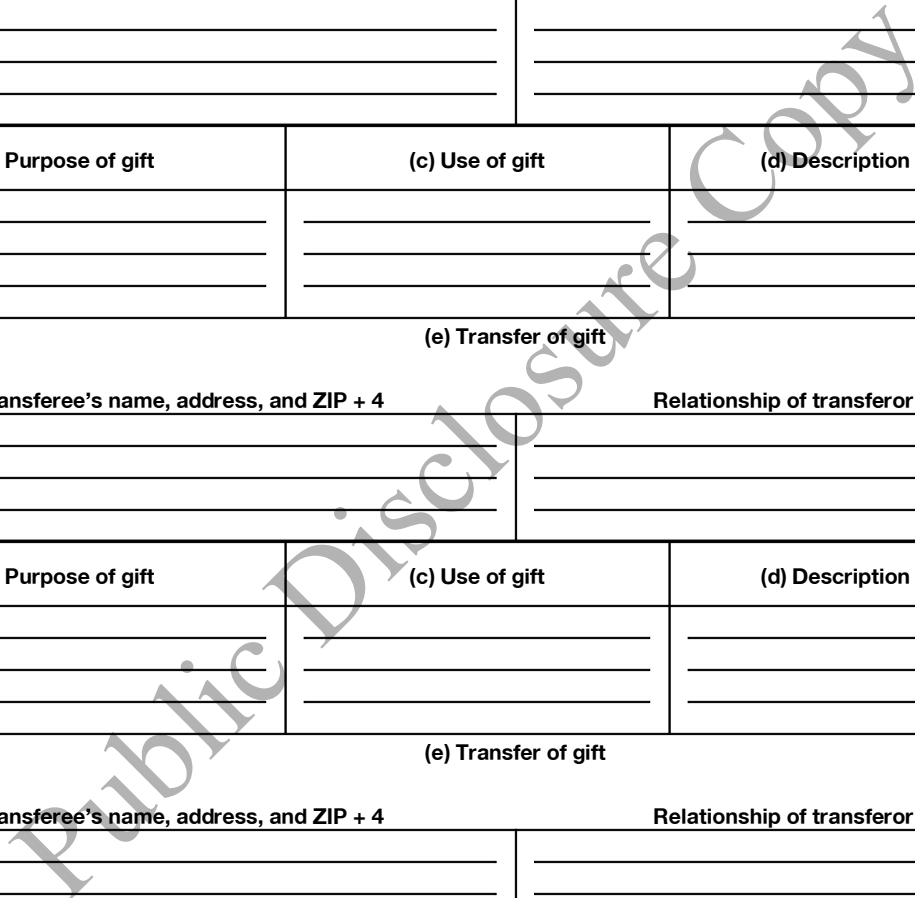 Purpose of gift (c) Use of gift (d) Description
(e) Transfer of gift
ansferee’s name, address, and ZIP + 4 Relationship of transferor
Purpose of gift (c) Use of gift (d) Description
(e) Transfer of gift
ansferee’s name, address, and ZIP + 4 Relationship of transferor
Public Disclosure Copy